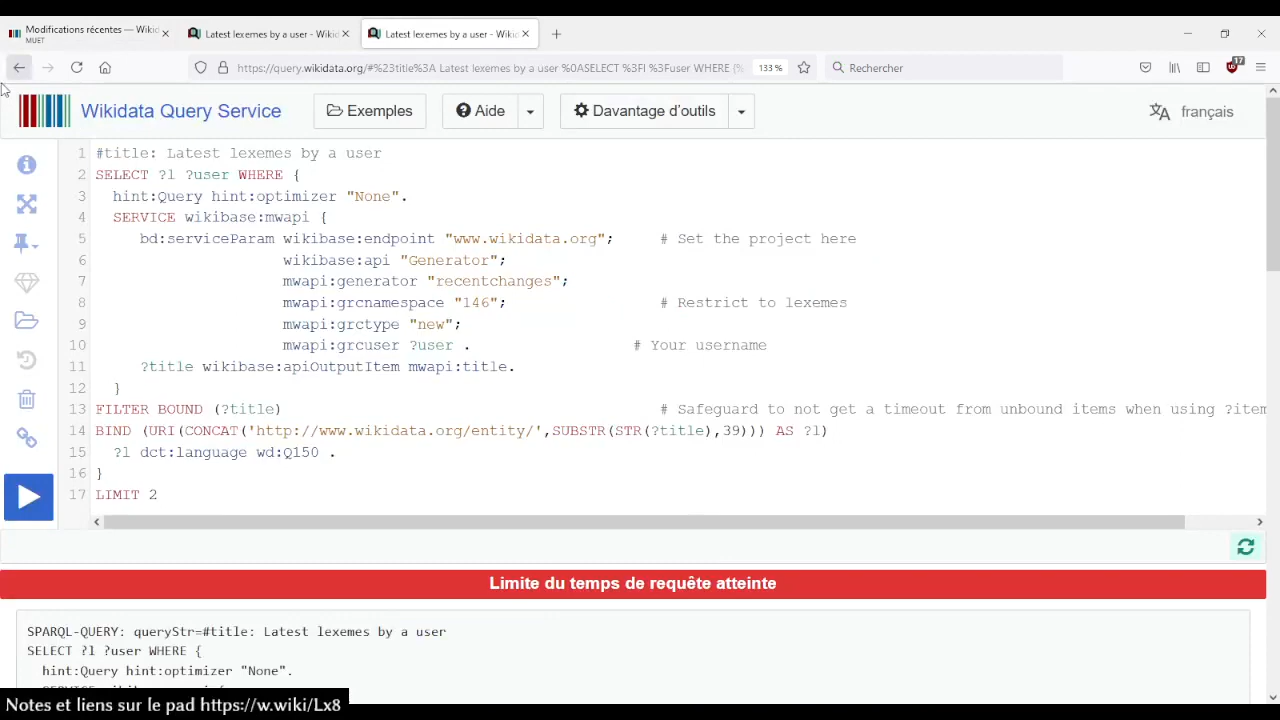 Modifications récentes — Wikid
MUET
Latest lexemes by a user - Wikid
Latest lexemes by a user - Wikid
https://query.wikidata.org/#%23title%3A Latest lexemes by a user %0ASELECT %3Fl %3Fuser WHERE {%
133 %
Rechercher
17
Wikidata Query Service
Exemples
Aide
Davantage d'outils
français
1 #title: Latest lexemes by a user
2 SELECT ?l ?user WHERE {
3 hint:Query hint:optimizer "None".
4 SERVICE wikibase:mwapi {
5 bd:serviceParam wikibase:endpoint "www.wikidata.org"; # Set the project here
6 wikibase:api "Generator";
7 mwapi:generator "recentchanges";
8 mwapi:grcnamespace "146"; # Restrict to lexemes
9 mwapi:grctype "new";
10 mwapi:grcuser ?user . # Your username
11 ?title wikibase:apiOutputItem mwapi:title.
12 }
13 FILTER BOUND (?title) # Safeguard to not get a timeout from unbound items when using ?item
14 BIND (URI(CONCAT('http://www.wikidata.org/entity/',SUBSTR(STR(?title),39))) AS ?l)
15 ?l dct:language wd:Q150 .
16 }
17 LIMIT 2
Limite du temps de requête atteinte
SPARQL-QUERY: queryStr=#title: Latest lexemes by a user
SELECT ?l ?user WHERE {
hint:Query hint:optimizer "None".
Notes et liens sur le pad https://w.wiki/Lx8